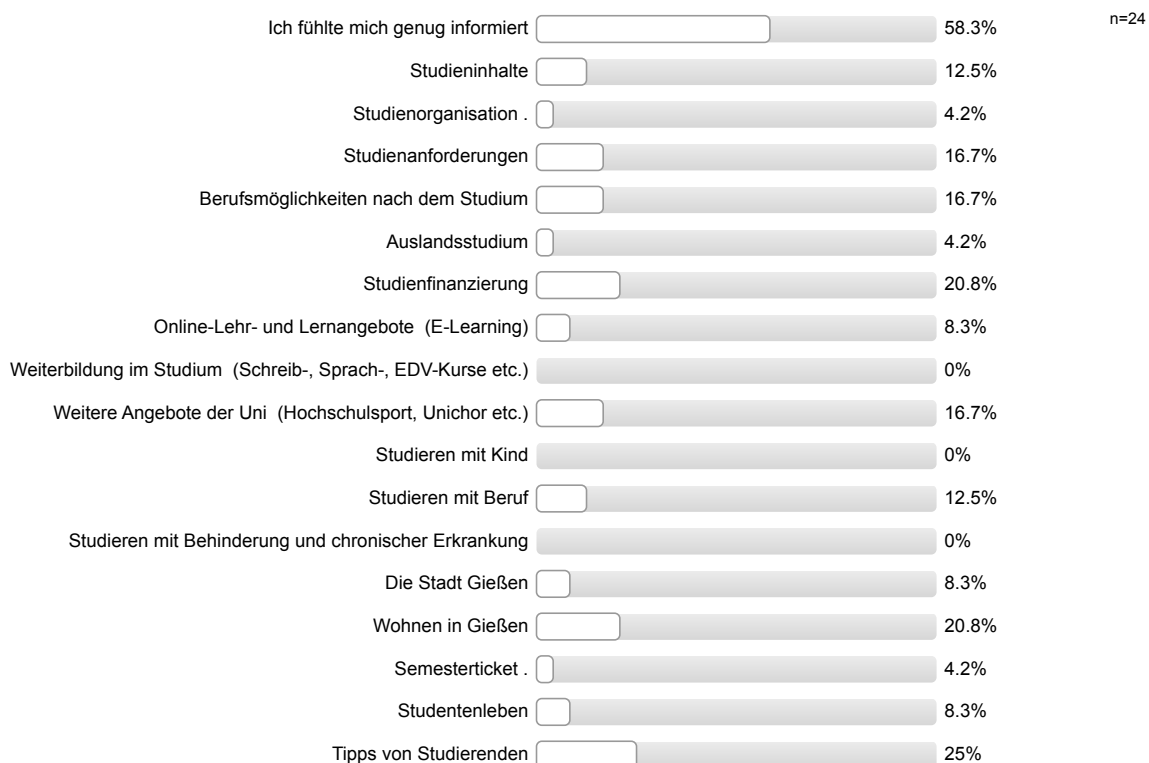 Ich fühlte mich genug informiert 58.3% n=24
Studieninhalte 12.5%
Studienorganisation . 4.2%
Studienanforderungen 16.7%
Berufsmöglichkeiten nach dem Studium 16.7%
Auslandsstudium 4.2%
Studienfinanzierung 20.8%
Online-Lehr- und Lernangebote (E-Learning) 8.3%
Weiterbildung im Studium (Schreib-, Sprach-, EDV-Kurse etc.) 0%
Weitere Angebote der Uni (Hochschulsport, Unichor etc.) 16.7%
Studieren mit Kind 0%
Studieren mit Beruf 12.5%
Studieren mit Behinderung und chronischer Erkrankung 0%
Die Stadt Gießen 8.3%
Wohnen in Gießen 20.8%
Semesterticket . 4.2%
Studentenleben 8.3%
Tipps von Studierenden 25%